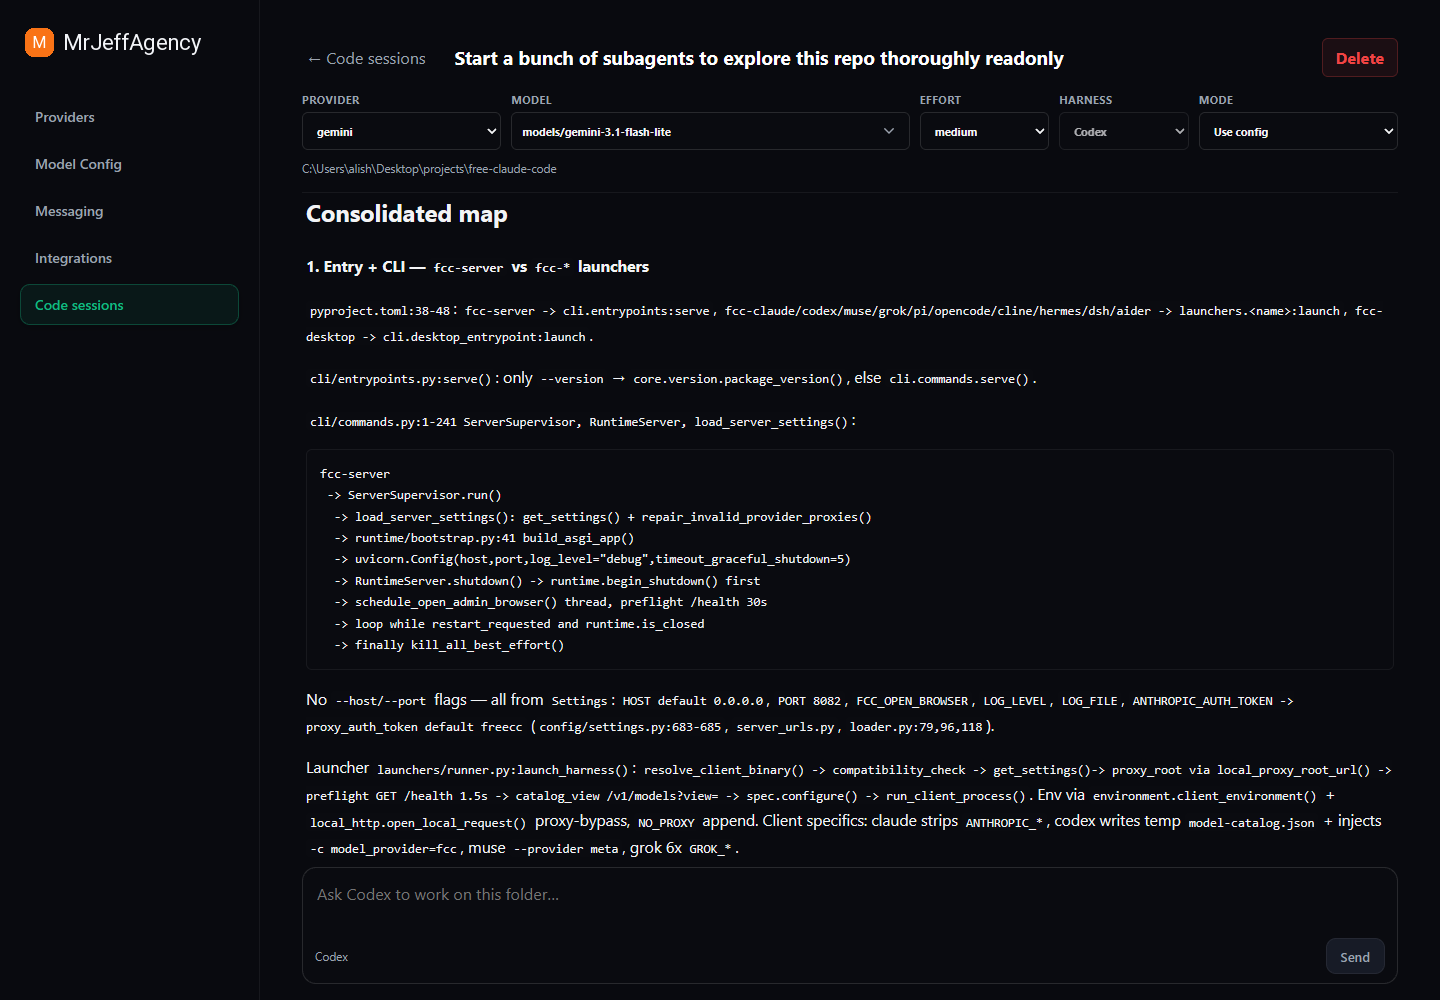 M MrJeffAgency
Providers
Model Config
Messaging
Integrations
Code sessions
← Code sessions
Start a bunch of subagents to explore this repo thoroughly readonly
Delete
PROVIDER
MODEL
EFFORT
HARNESS
MODE
gemini
models/gemini-3.1-flash-lite
medium
Codex
Use config
C:\Users\alish\Desktop\projects\free-claude-code
Consolidated map
1. Entry + CLI — fcc-server vs fcc-* launchers
pyproject.toml:38-48: fcc-server -> cli.entrypoints:serve, fcc-claude/codex/muse/grok/pi/opencode/cline/hermes/dsh/aider -> launchers.<name>:launch, fcc-
desktop -> cli.desktop_entrypoint:launch.
cli/entrypoints.py:serve(): only --version → core.version.package_version(), else cli.commands.serve().
cli/commands.py:1-241 ServerSupervisor, RuntimeServer, load_server_settings():
fcc-server
-> ServerSupervisor.run()
-> load_server_settings(): get_settings() + repair_invalid_provider_proxies()
-> runtime/bootstrap.py:41 build_asgi_app()
-> uvicorn.Config(host,port,log_level="debug",timeout_graceful_shutdown=5)
-> RuntimeServer.shutdown() -> runtime.begin_shutdown() first
-> schedule_open_admin_browser() thread, preflight /health 30s
-> loop while restart_requested and runtime.is_closed
-> finally kill_all_best_effort()
No --host/--port flags — all from Settings: HOST default 0.0.0.0, PORT 8082, FCC_OPEN_BROWSER, LOG_LEVEL, LOG_FILE, ANTHROPIC_AUTH_TOKEN ->
proxy_auth_token default freecc (config/settings.py:683-685, server_urls.py, loader.py:79,96,118).
Launcher launchers/runner.py:launch_harness(): resolve_client_binary() -> compatibility_check -> get_settings()-> proxy_root via local_proxy_root_url() ->
preflight GET /health 1.5s -> catalog_view /v1/models?view= -> spec.configure() -> run_client_process(). Env via environment.client_environment() +
local_http.open_local_request() proxy-bypass, NO_PROXY append. Client specifics: claude strips ANTHROPIC_*, codex writes temp model-catalog.json + injects
-c model_provider=fcc, muse --provider meta, grok 6x GROK_*.
Ask Codex to work on this folder...
Codex
Send